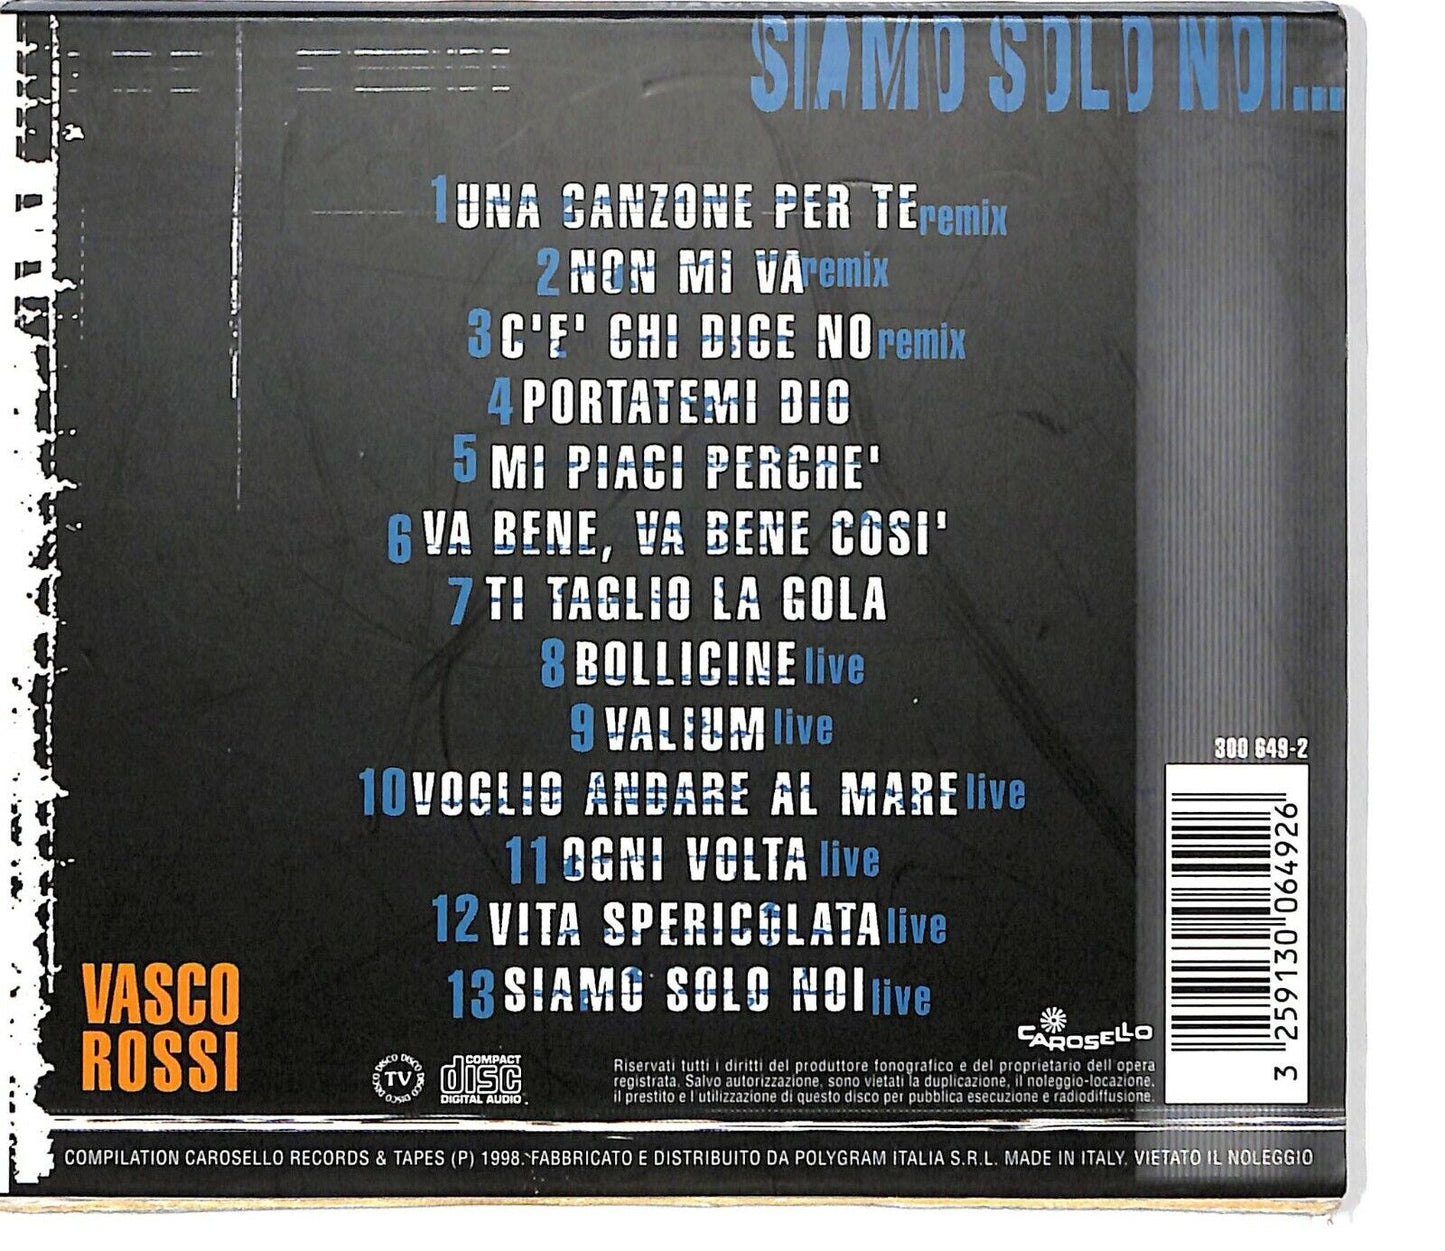 SIAMO SOLO NOI...
1 UNA CANZONE PER TE remix
2 NON MI VA remix
3 C'E' CHI DICE NO remix
4 PORTATEMI DIO
5 MI PIACI PERCHE'
6 VA BENE, VA BENE COSI'
7 TI TAGLIO LA GOLA
8 BOLLICINE live
9 VALIUM live
10 VOGLIO ANDARE AL MARE live
11 OGNI VOLTA live
12 VITA SPERICOLATA live
13 SIAMO SOLO NOI live
300 649-2
3 259130 064926
VASCO
ROSSI
DISCO DISCO DISCO DISCO
TV
COMPACT
disc
DIGITAL AUDIO
CAROSELLO
Riservati tutti i diritti del produttore fonografico e del proprietario dell opera
registrata. Salvo autorizzazione, sono vietati la duplicazione, il noleggio-locazione,
il prestito e l'utilizzazione di questo disco per pubblica esecuzione e radiodiffusione.
COMPILATION CAROSELLO RECORDS & TAPES (P) 1998. FABBRICATO E DISTRIBUITO DA POLYGRAM ITALIA S.R.L. MADE IN ITALY. VIETATO IL NOLEGGIO